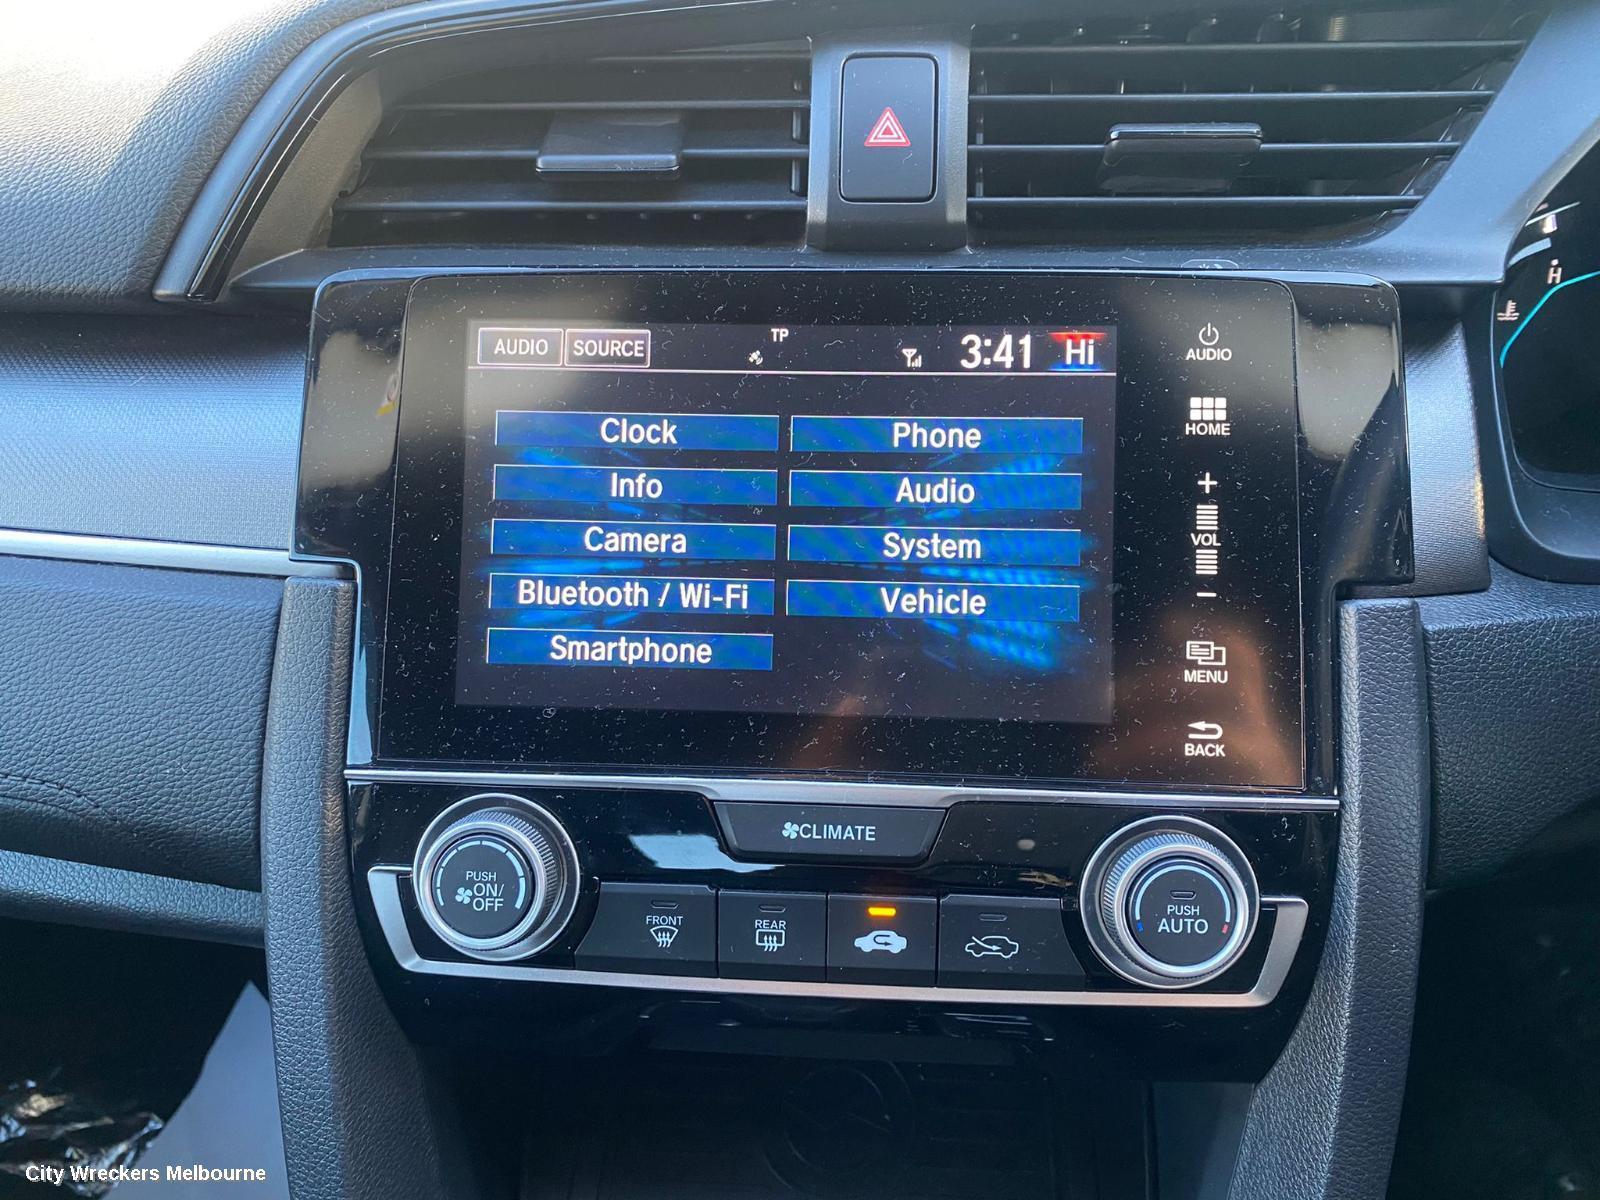 AUDIO
SOURCE
TP
3:41
Hi
Clock
Phone
Info
Audio
Camera
System
Bluetooth / Wi-Fi
Vehicle
Smartphone
AUDIO
HOME
+
VOL
−
MENU
BACK
H
CLIMATE
PUSH
ON/
OFF
FRONT
REAR
PUSH
AUTO
City Wreckers Melbourne